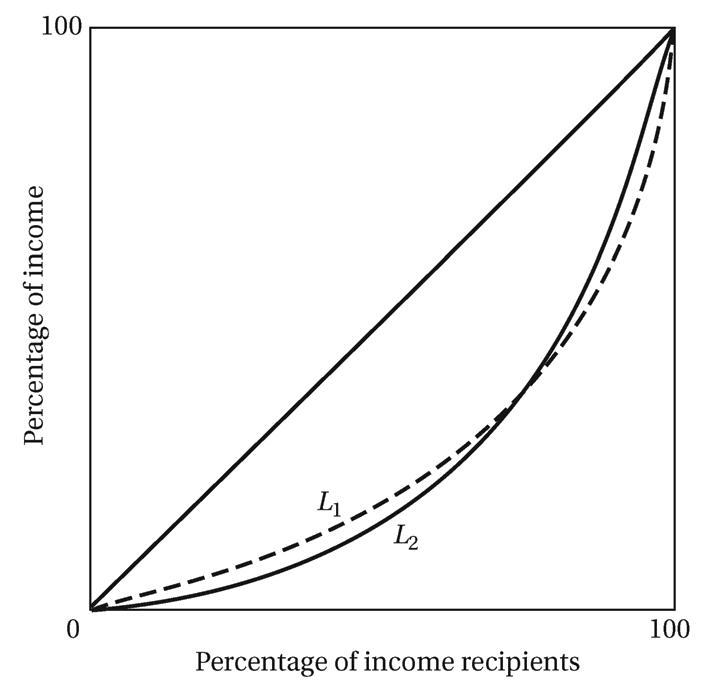 100
Percentage of income
L1
L2
0
100
Percentage of income recipients